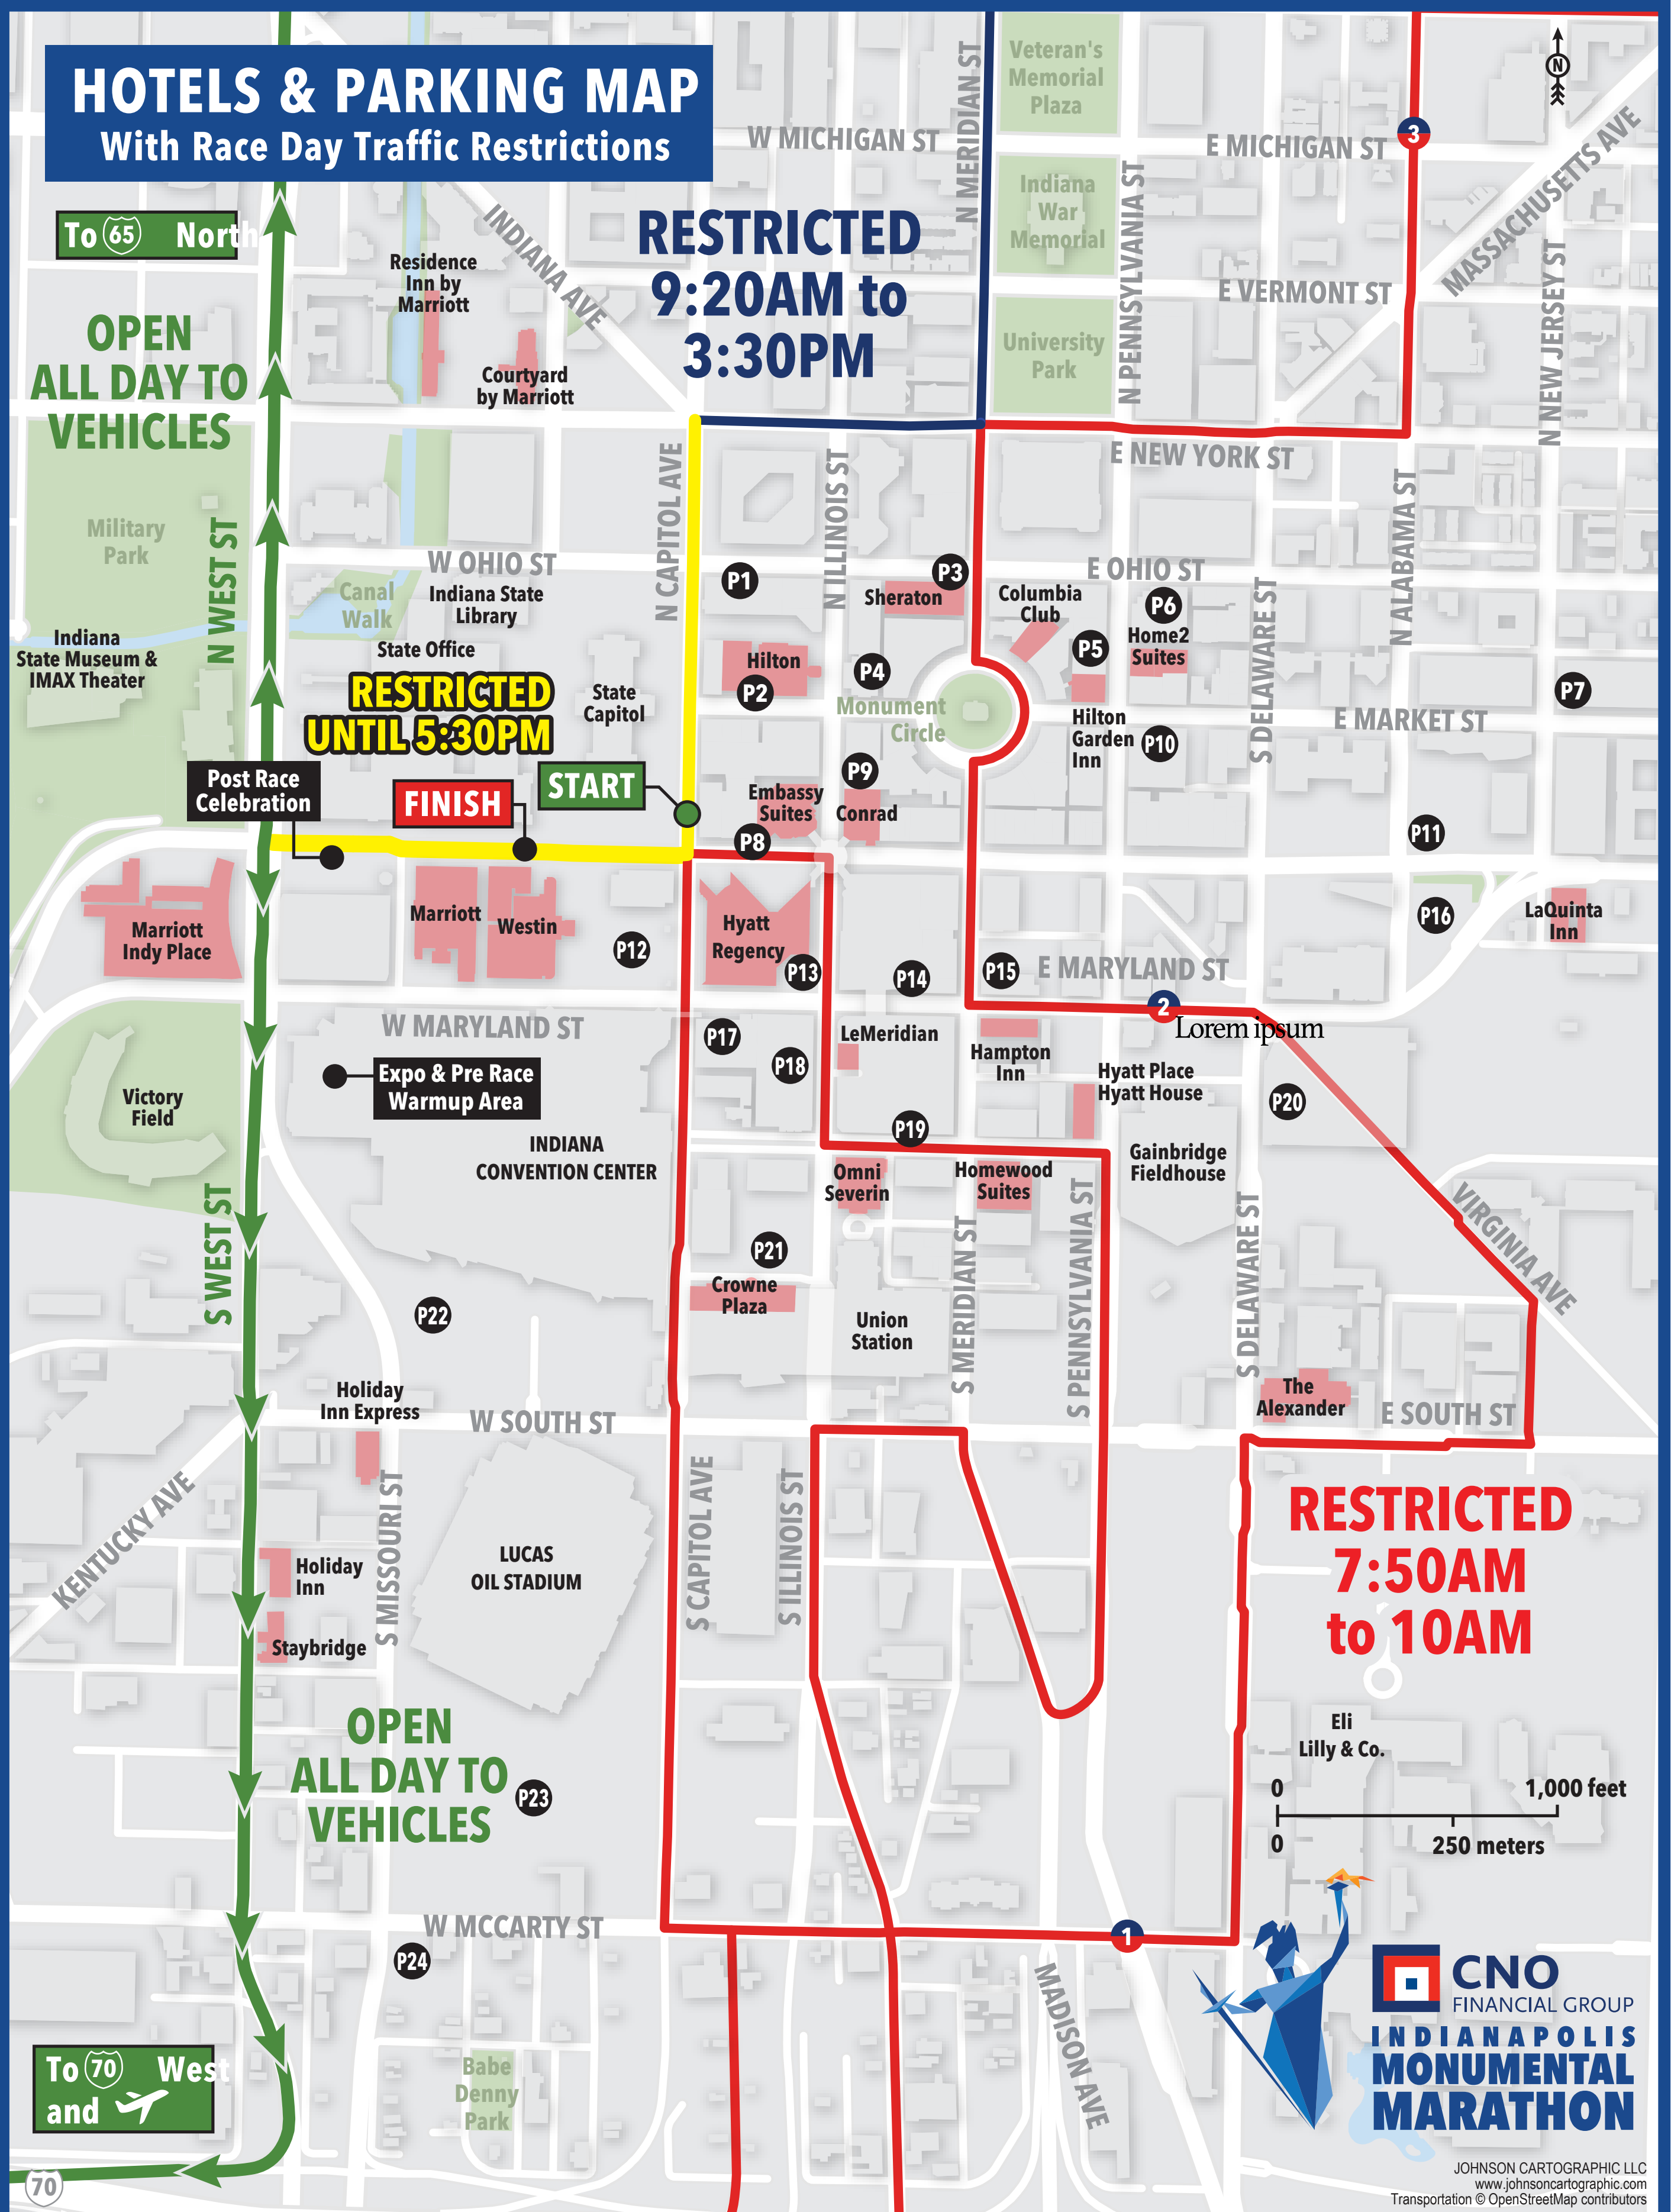 HOTELS & PARKING MAP
With Race Day Traffic Restrictions
N MERIDIAN ST
Veteran's
Memorial
Plaza
N
3
W MICHIGAN ST
E MICHIGAN ST
MASSACHUSETTS AVE
To 65 North
INDIANA AVE
RESTRICTED
9:20AM to
3:30PM
Indiana
War
Memorial
N PENNSYLVANIA ST
Residence
Inn by
Marriott
E VERMONT ST
N NEW JERSEY ST
OPEN
ALL DAY TO
VEHICLES
University
Park
Courtyard
by Marriott
E NEW YORK ST
N CAPITOL AVE
N ILLINOIS ST
N ALABAMA ST
Military
Park
N WEST ST
W OHIO ST
E OHIO ST
P1
P3
Sheraton
Columbia
Club
P6
S DELAWARE ST
Canal
Walk
Indiana State
Library
Home2
Suites
Indiana
State Museum &
IMAX Theater
State Office
P5
Hilton
P4
P2
P7
RESTRICTED
UNTIL 5:30PM
State
Capitol
Monument
Circle
Hilton
Garden
Inn
E MARKET ST
P10
Post Race
Celebration
FINISH
START
P9
Embassy
Suites
Conrad
P8
P11
Marriott
Indy Place
Marriott
Westin
Hyatt
Regency
P12
P13
P14
P15
E MARYLAND ST
P16
LaQuinta
Inn
2
Lorem ipsum
W MARYLAND ST
P17
P18
LeMeridian
Hampton
Inn
Hyatt Place
Hyatt House
P20
Victory
Field
Expo & Pre Race
Warmup Area
P19
INDIANA
CONVENTION CENTER
Omni
Severin
Homewood
Suites
Gainbridge
Fieldhouse
VIRGINIA AVE
S WEST ST
P21
S MERIDIAN ST
S PENNSYLVANIA ST
S DELAWARE ST
Crowne
Plaza
P22
Union
Station
Holiday
Inn Express
The
Alexander
W SOUTH ST
E SOUTH ST
KENTUCKY AVE
S MISSOURI ST
S CAPITOL AVE
S ILLINOIS ST
RESTRICTED
7:50AM
to 10AM
LUCAS
OIL STADIUM
Holiday
Inn
Staybridge
OPEN
ALL DAY TO
VEHICLES
P23
Eli
Lilly & Co.
0 1,000 feet
0 250 meters
W MCCARTY ST
1
P24
MADISON AVE
CNO
FINANCIAL GROUP
INDIANAPOLIS
MONUMENTAL
MARATHON
To 70 West
and
Babe
Denny
Park
70
JOHNSON CARTOGRAPHIC LLC
www.johnsoncartographic.com
Transportation © OpenStreetMap contributors